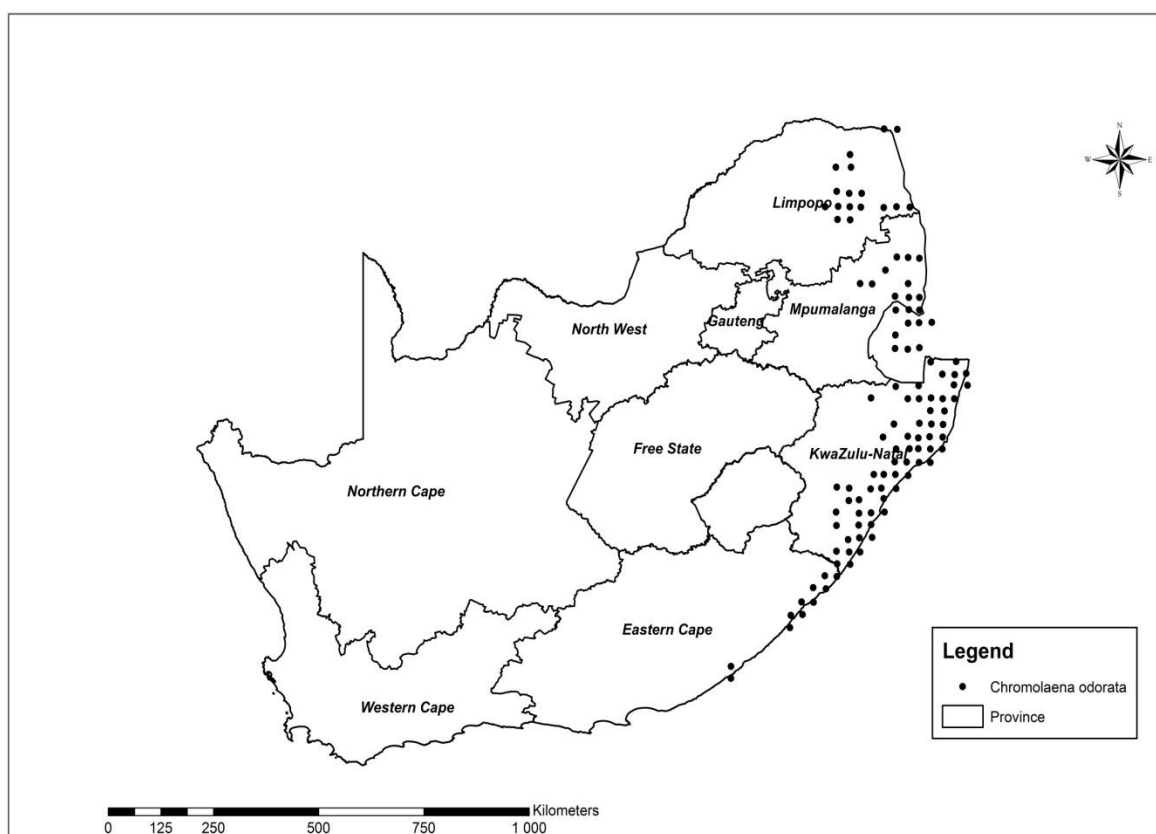 N
W E
S
Limpopo
Mpumalanga
North West
Gauteng
Free State
KwaZulu-Natal
Northern Cape
Eastern Cape
Western Cape
Legend
Chromolaena odorata
Province
Kilometers
0 125 250 500 750 1 000